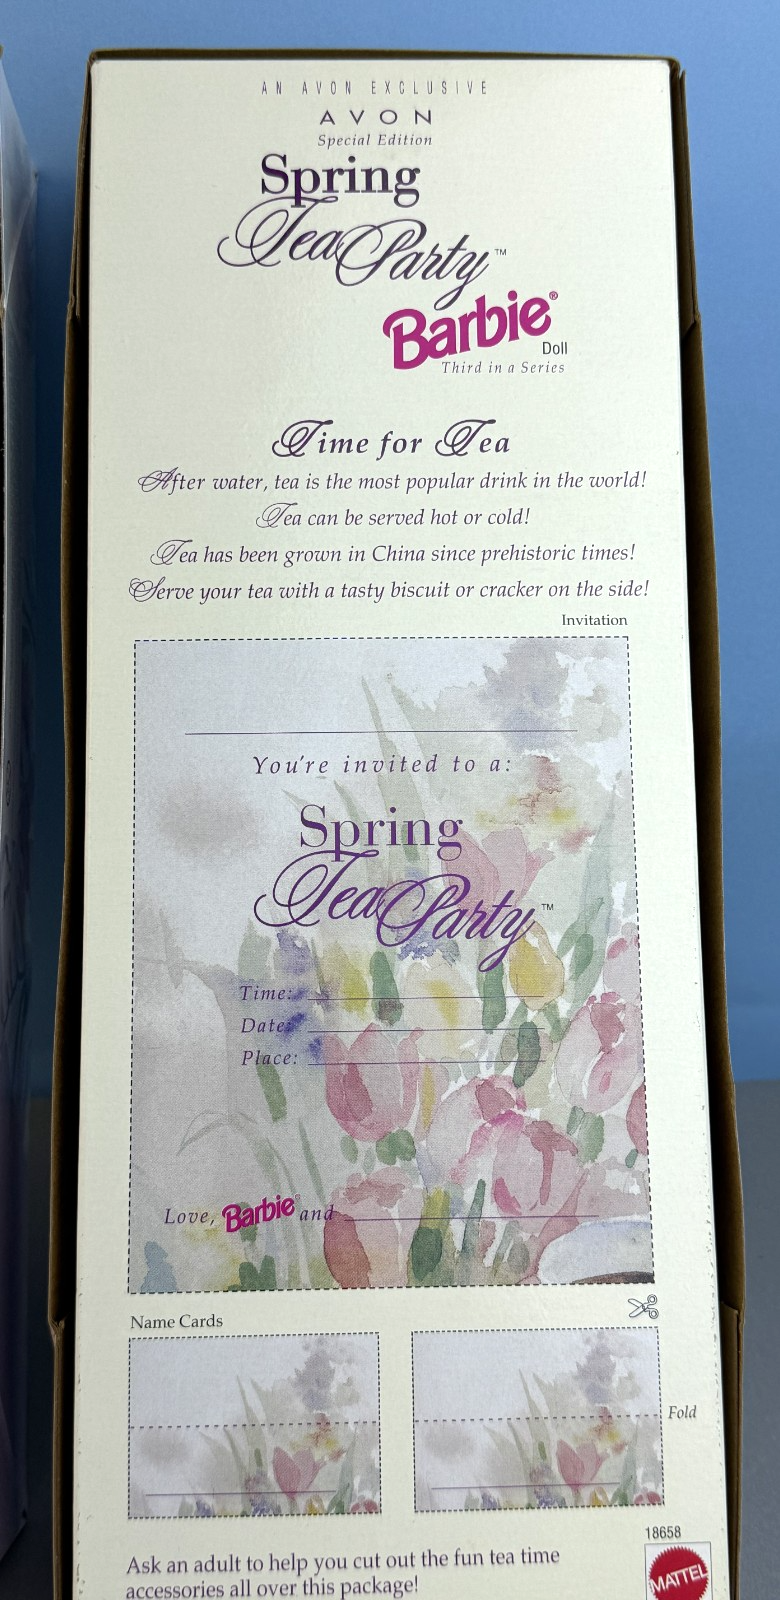 AN AVON EXCLUSIVE
AVON
Special Edition
Spring
Tea Party™
Barbie®
Doll
Third in a Series
Time for Tea
After water, tea is the most popular drink in the world!
Tea can be served hot or cold!
Tea has been grown in China since prehistoric times!
Serve your tea with a tasty biscuit or cracker on the side!
Invitation
You're invited to a:
Spring
Tea Party™
Time:
Date:
Place:
Love, Barbie® and
Name Cards
Fold
18658
Ask an adult to help you cut out the fun tea time
accessories all over this package!
MATTEL